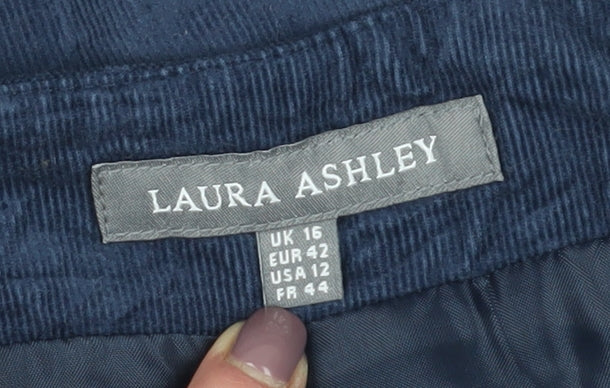 LAURA ASHLEY
UK 16
EUR 42
USA 12
FR 44